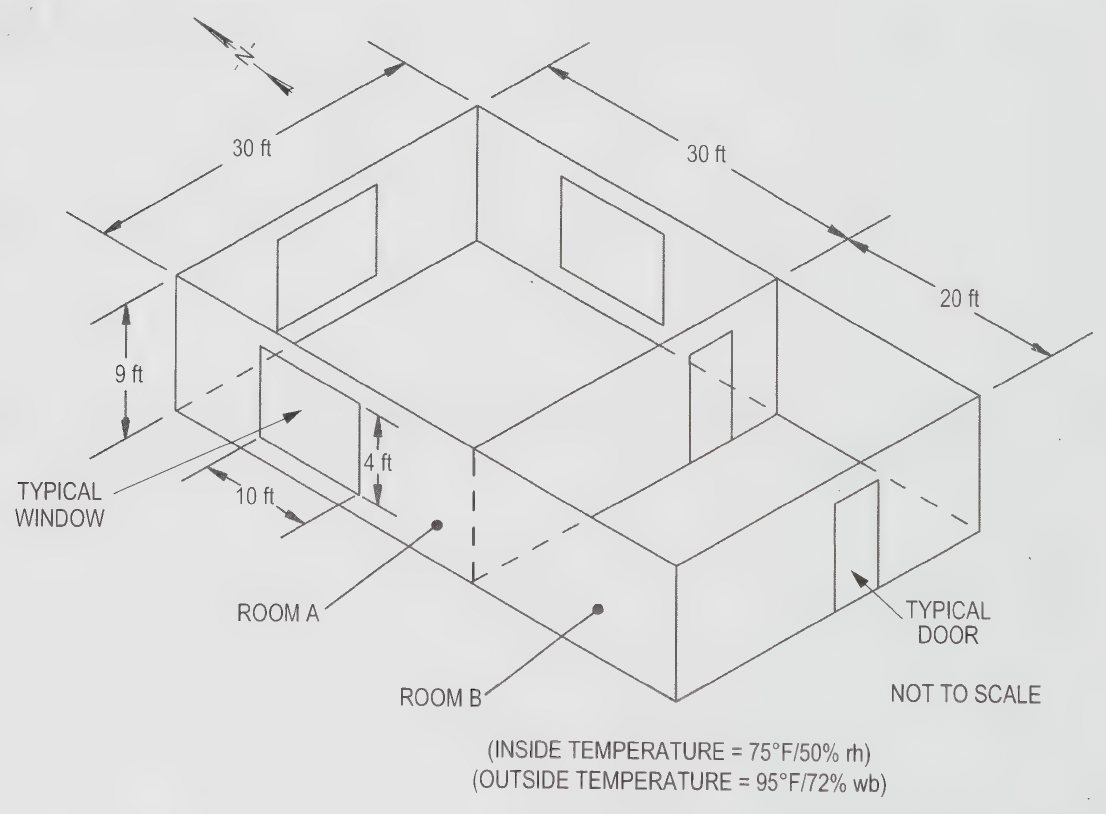 N
30 ft
30 ft
20 ft
9 ft
4 ft
10 ft
TYPICAL
WINDOW
ROOM A
ROOM B
TYPICAL
DOOR
NOT TO SCALE
(INSIDE TEMPERATURE = 75°F/50% rh)
(OUTSIDE TEMPERATURE = 95°F/72% wb)